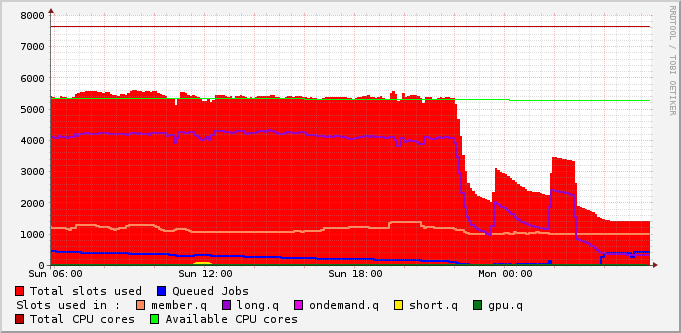 8000
7000
6000
5000
4000
3000
2000
1000
0
Sun 06:00 Sun 12:00 Sun 18:00 Mon 00:00
Total slots used Queued Jobs
Slots used in : member.q long.q ondemand.q short.q gpu.q
Total CPU cores Available CPU cores
RRDTOOL / TOBI OETIKER